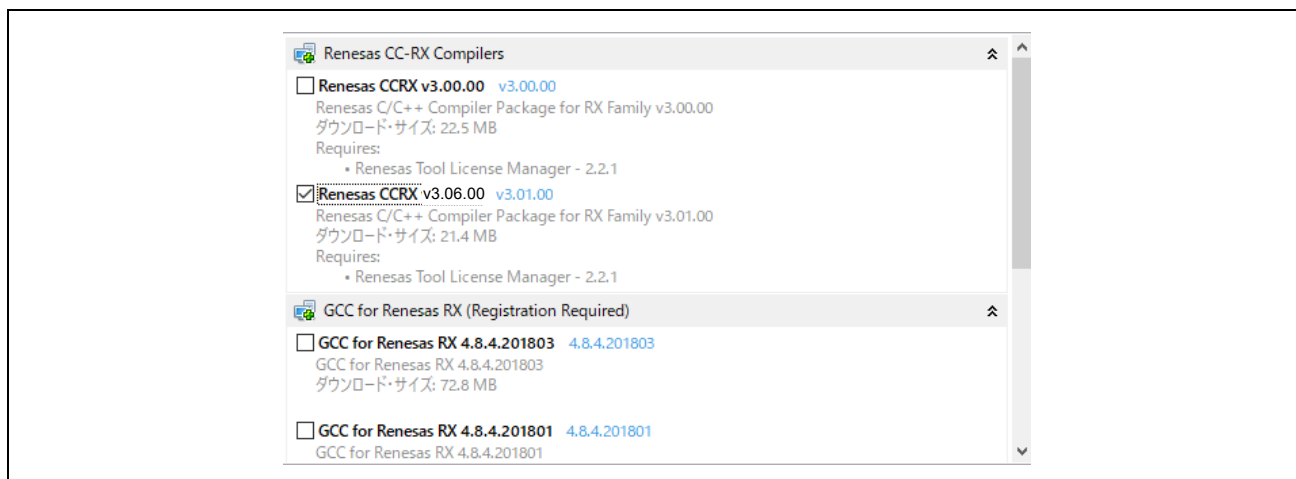 Renesas CC-RX Compilers
Renesas CCRX v3.00.00 v3.00.00
Renesas C/C++ Compiler Package for RX Family v3.00.00
ダウンロード・サイズ: 22.5 MB
Requires:
• Renesas Tool License Manager - 2.2.1
Renesas CCRX v3.06.00 v3.01.00
Renesas C/C++ Compiler Package for RX Family v3.01.00
ダウンロード・サイズ: 21.4 MB
Requires:
• Renesas Tool License Manager - 2.2.1
GCC for Renesas RX (Registration Required)
GCC for Renesas RX 4.8.4.201803 4.8.4.201803
GCC for Renesas RX 4.8.4.201803
ダウンロード・サイズ: 72.8 MB
GCC for Renesas RX 4.8.4.201801 4.8.4.201801
GCC for Renesas RX 4.8.4.201801